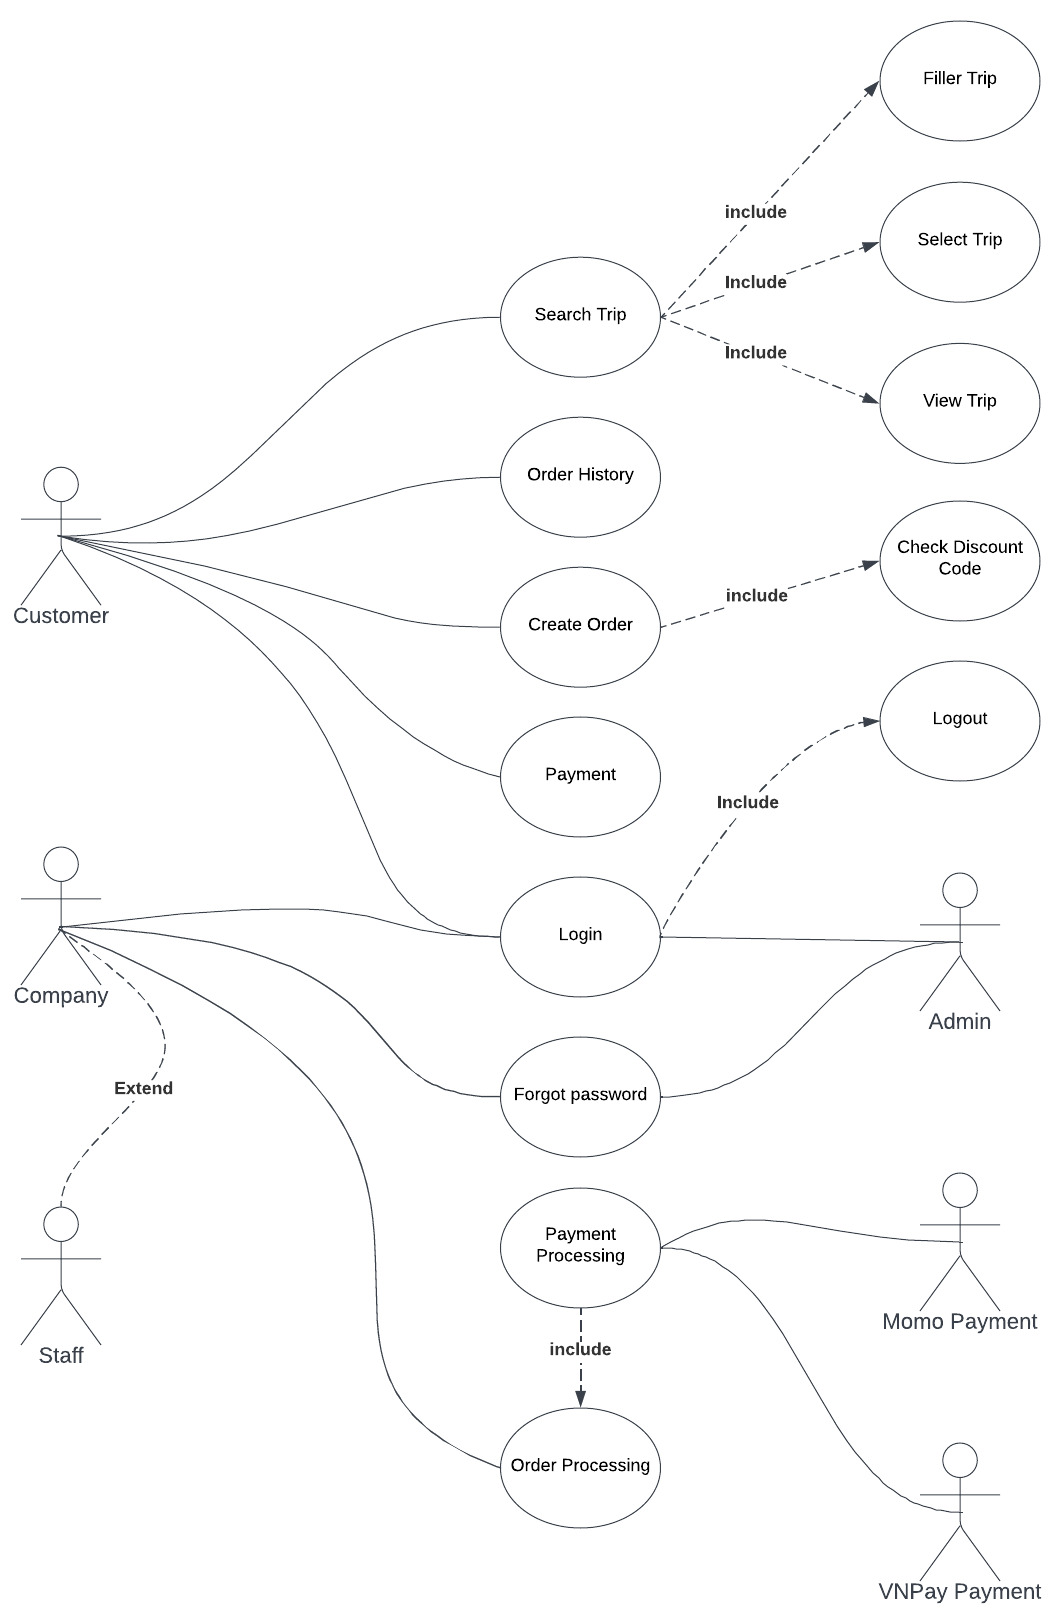 Filler Trip
include
Select Trip
Include
Search Trip
Include
View Trip
Order History
Check Discount
Code
include
Customer
Create Order
Logout
Payment
Include
Login
Company
Admin
Extend
Forgot password
Payment
Processing
Momo Payment
include
Staff
Order Processing
VNPay Payment